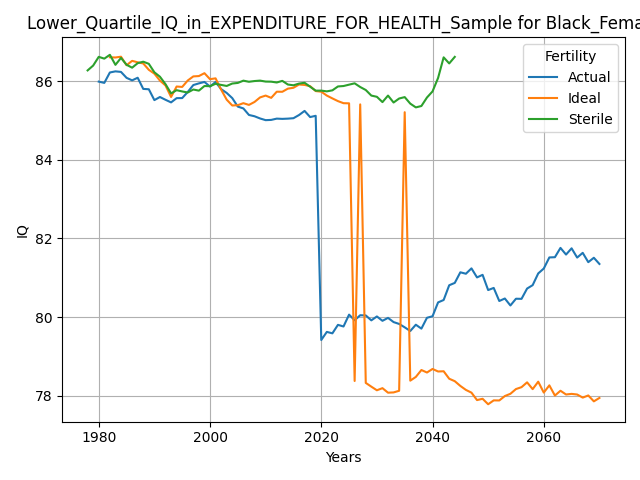 Lower_Quartile_IQ_in_EXPENDITURE_FOR_HEALTH_Sample for Black_Fema
Fertility
Actual
Ideal
Sterile
IQ
86
84
82
80
78
1980
2000
2020
2040
2060
Years